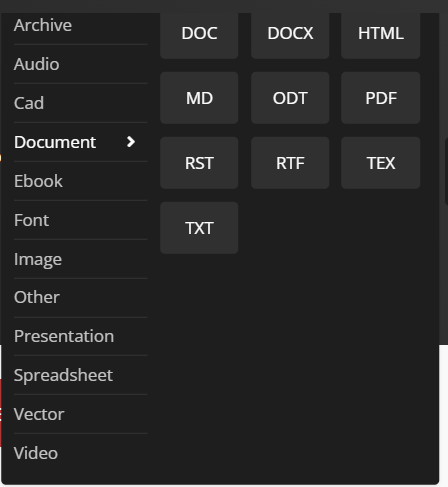 Archive
Audio
Cad
Document
Ebook
Font
Image
Other
Presentation
Spreadsheet
Vector
Video
DOC DOCX HTML
MD ODT PDF
RST RTF TEX
TXT